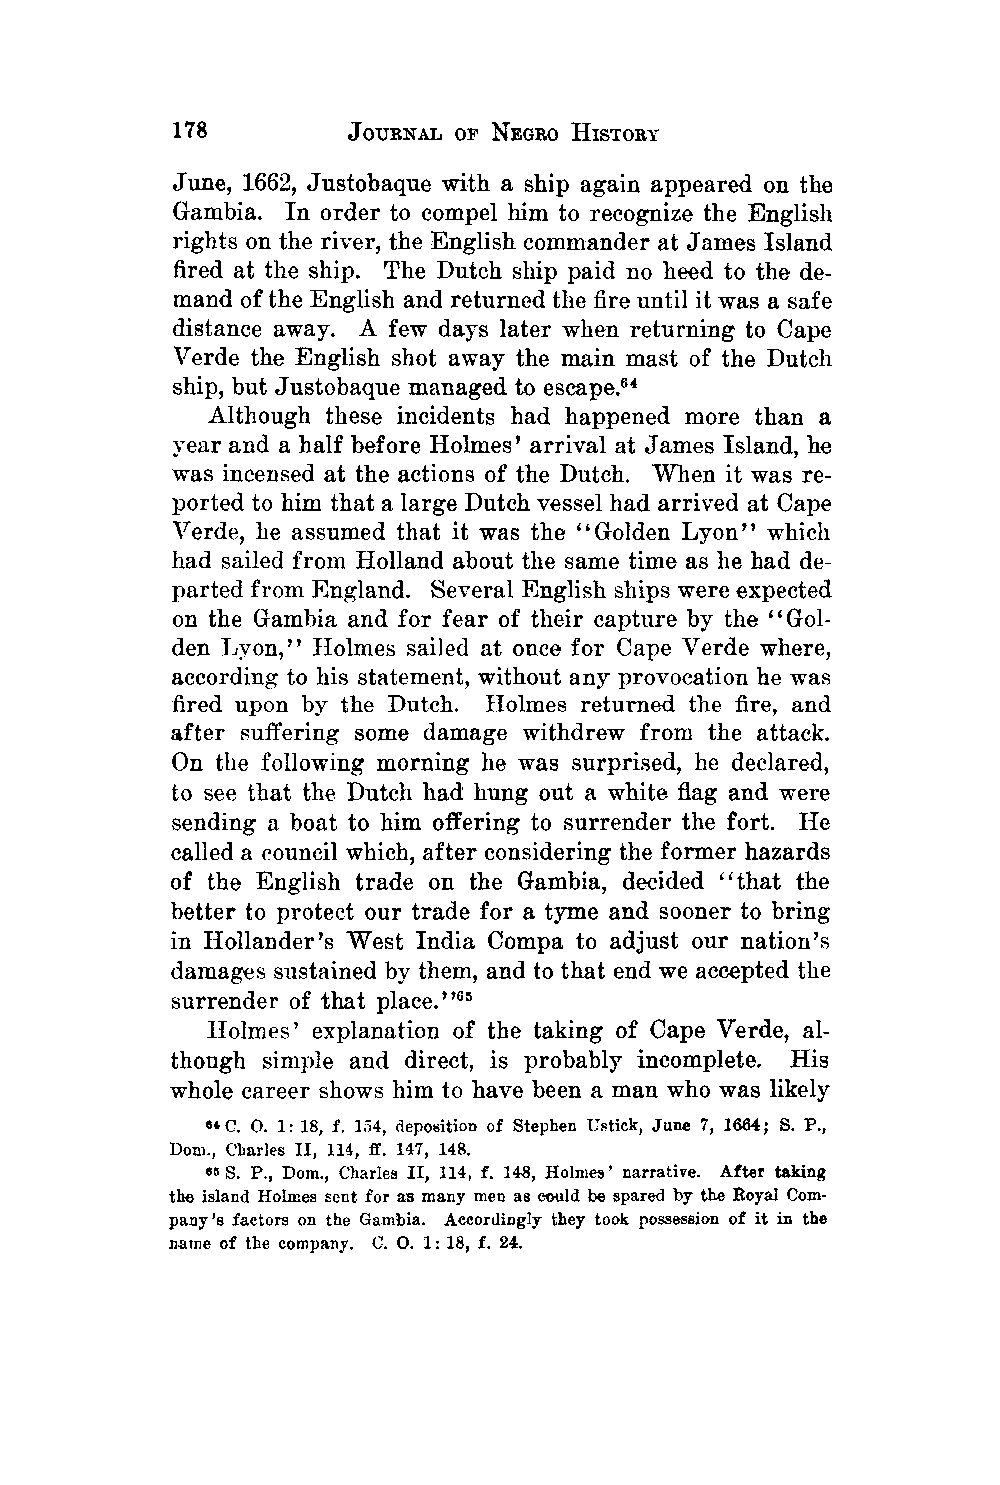 178 JOURNAL OF NEGRO HISTORY
June, 1662, Justobaque with a ship again appeared on the
Gambia. In order to compel him to recognize the English
rights on the river, the English commander at James Island
fired at the ship. The Dutch ship paid no heed to the de-
mand of the English and returned the fire until it was a safe
distance away. A few days later when returning to Cape
Verde the English shot away the main mast of the Dutch
ship, but Justobaque managed to escape.⁶⁴
Although these incidents had happened more than a
year and a half before Holmes' arrival at James Island, he
was incensed at the actions of the Dutch. When it was re-
ported to him that a large Dutch vessel had arrived at Cape
Verde, he assumed that it was the "Golden Lyon" which
had sailed from Holland about the same time as he had de-
parted from England. Several English ships were expected
on the Gambia and for fear of their capture by the "Gol-
den Lyon," Holmes sailed at once for Cape Verde where,
according to his statement, without any provocation he was
fired upon by the Dutch. Holmes returned the fire, and
after suffering some damage withdrew from the attack.
On the following morning he was surprised, he declared,
to see that the Dutch had hung out a white flag and were
sending a boat to him offering to surrender the fort. He
called a council which, after considering the former hazards
of the English trade on the Gambia, decided "that the
better to protect our trade for a tyme and sooner to bring
in Hollander's West India Compa to adjust our nation's
damages sustained by them, and to that end we accepted the
surrender of that place."⁶⁵
Holmes' explanation of the taking of Cape Verde, al-
though simple and direct, is probably incomplete. His
whole career shows him to have been a man who was likely
⁶⁴ C. O. 1: 18, f. 154, deposition of Stephen Ustick, June 7, 1664; S. P.,
Dom., Charles II, 114, ff. 147, 148.
⁶⁵ S. P., Dom., Charles II, 114, f. 148, Holmes' narrative. After taking
the island Holmes sent for as many men as could be spared by the Royal Com-
pany's factors on the Gambia. Accordingly they took possession of it in the
name of the company. C. O. 1: 18, f. 24.